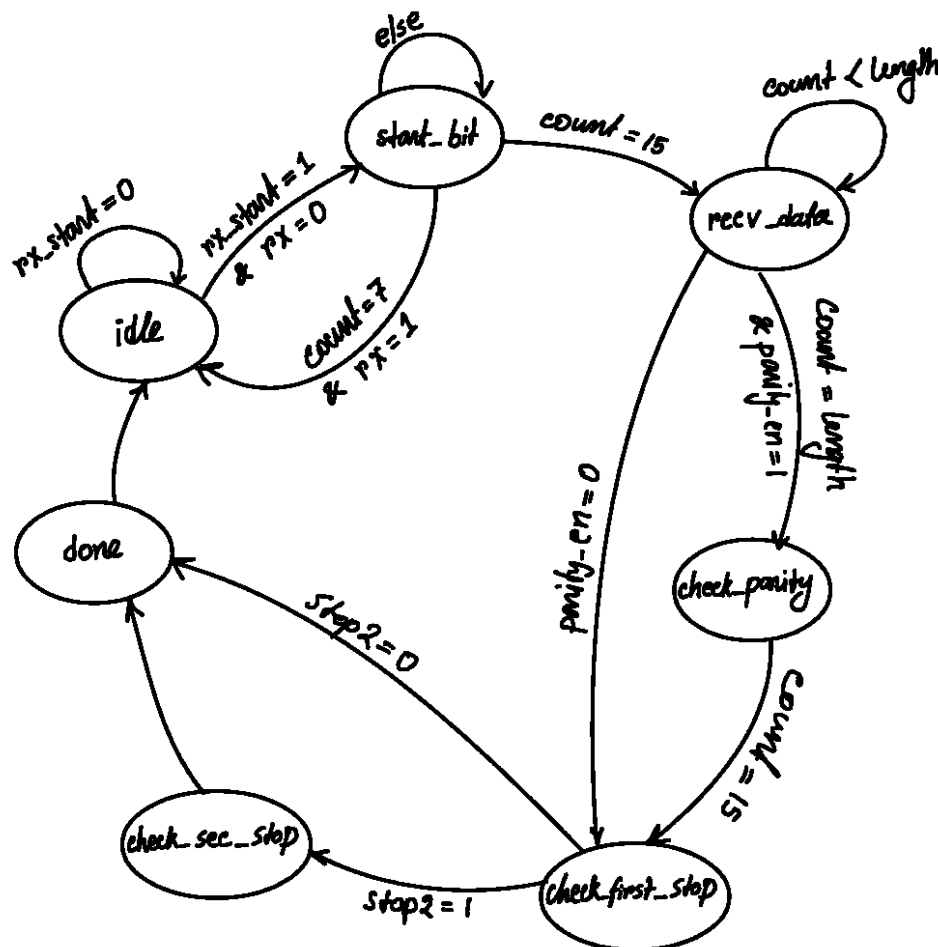 else
start_bit
count = 15
count < length
recv_data
rx_start = 0
rx_start = 1
& rx = 0
idle
count = 7
& rx = 1
count = length
& parity_en = 1
parity_en = 0
check_parity
count = 15
done
stop2 = 0
check_sec_stop
stop2 = 1
check_first_stop